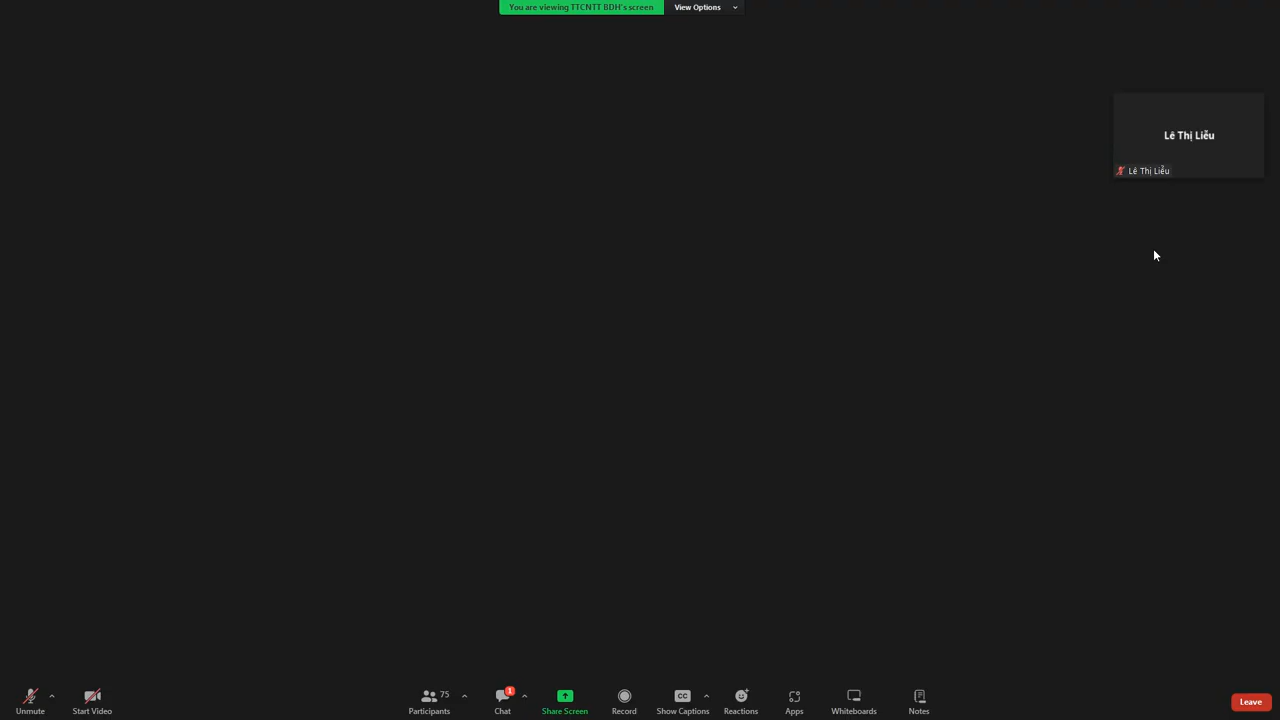 You are viewing TTCNTT BDH's screen View Options
Lê Thị Liễu
Lê Thị Liễu
75 1
Unmute Start Video Participants Chat Share Screen Record CC Show Captions Reactions Apps Whiteboards Notes Leave